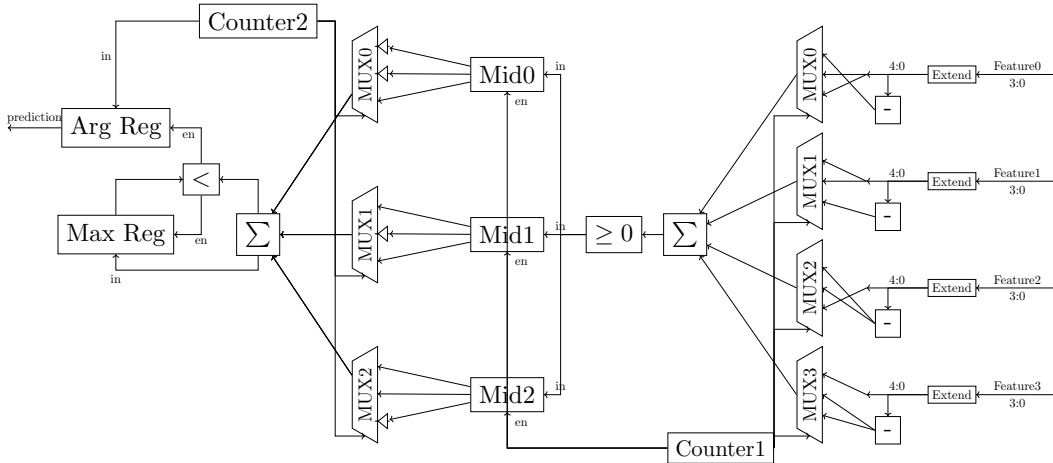 Counter2
in
prediction
Arg Reg
en
<
Max Reg
en
in
∑
MUX0
MUX1
MUX2
Mid0
in
en
Mid1
in
en
Mid2
in
en
≥ 0
∑
Counter1
MUX0
MUX1
MUX2
MUX3
4:0
Extend
Feature0
3:0
-
4:0
Extend
Feature1
3:0
-
4:0
Extend
Feature2
3:0
-
4:0
Extend
Feature3
3:0
-